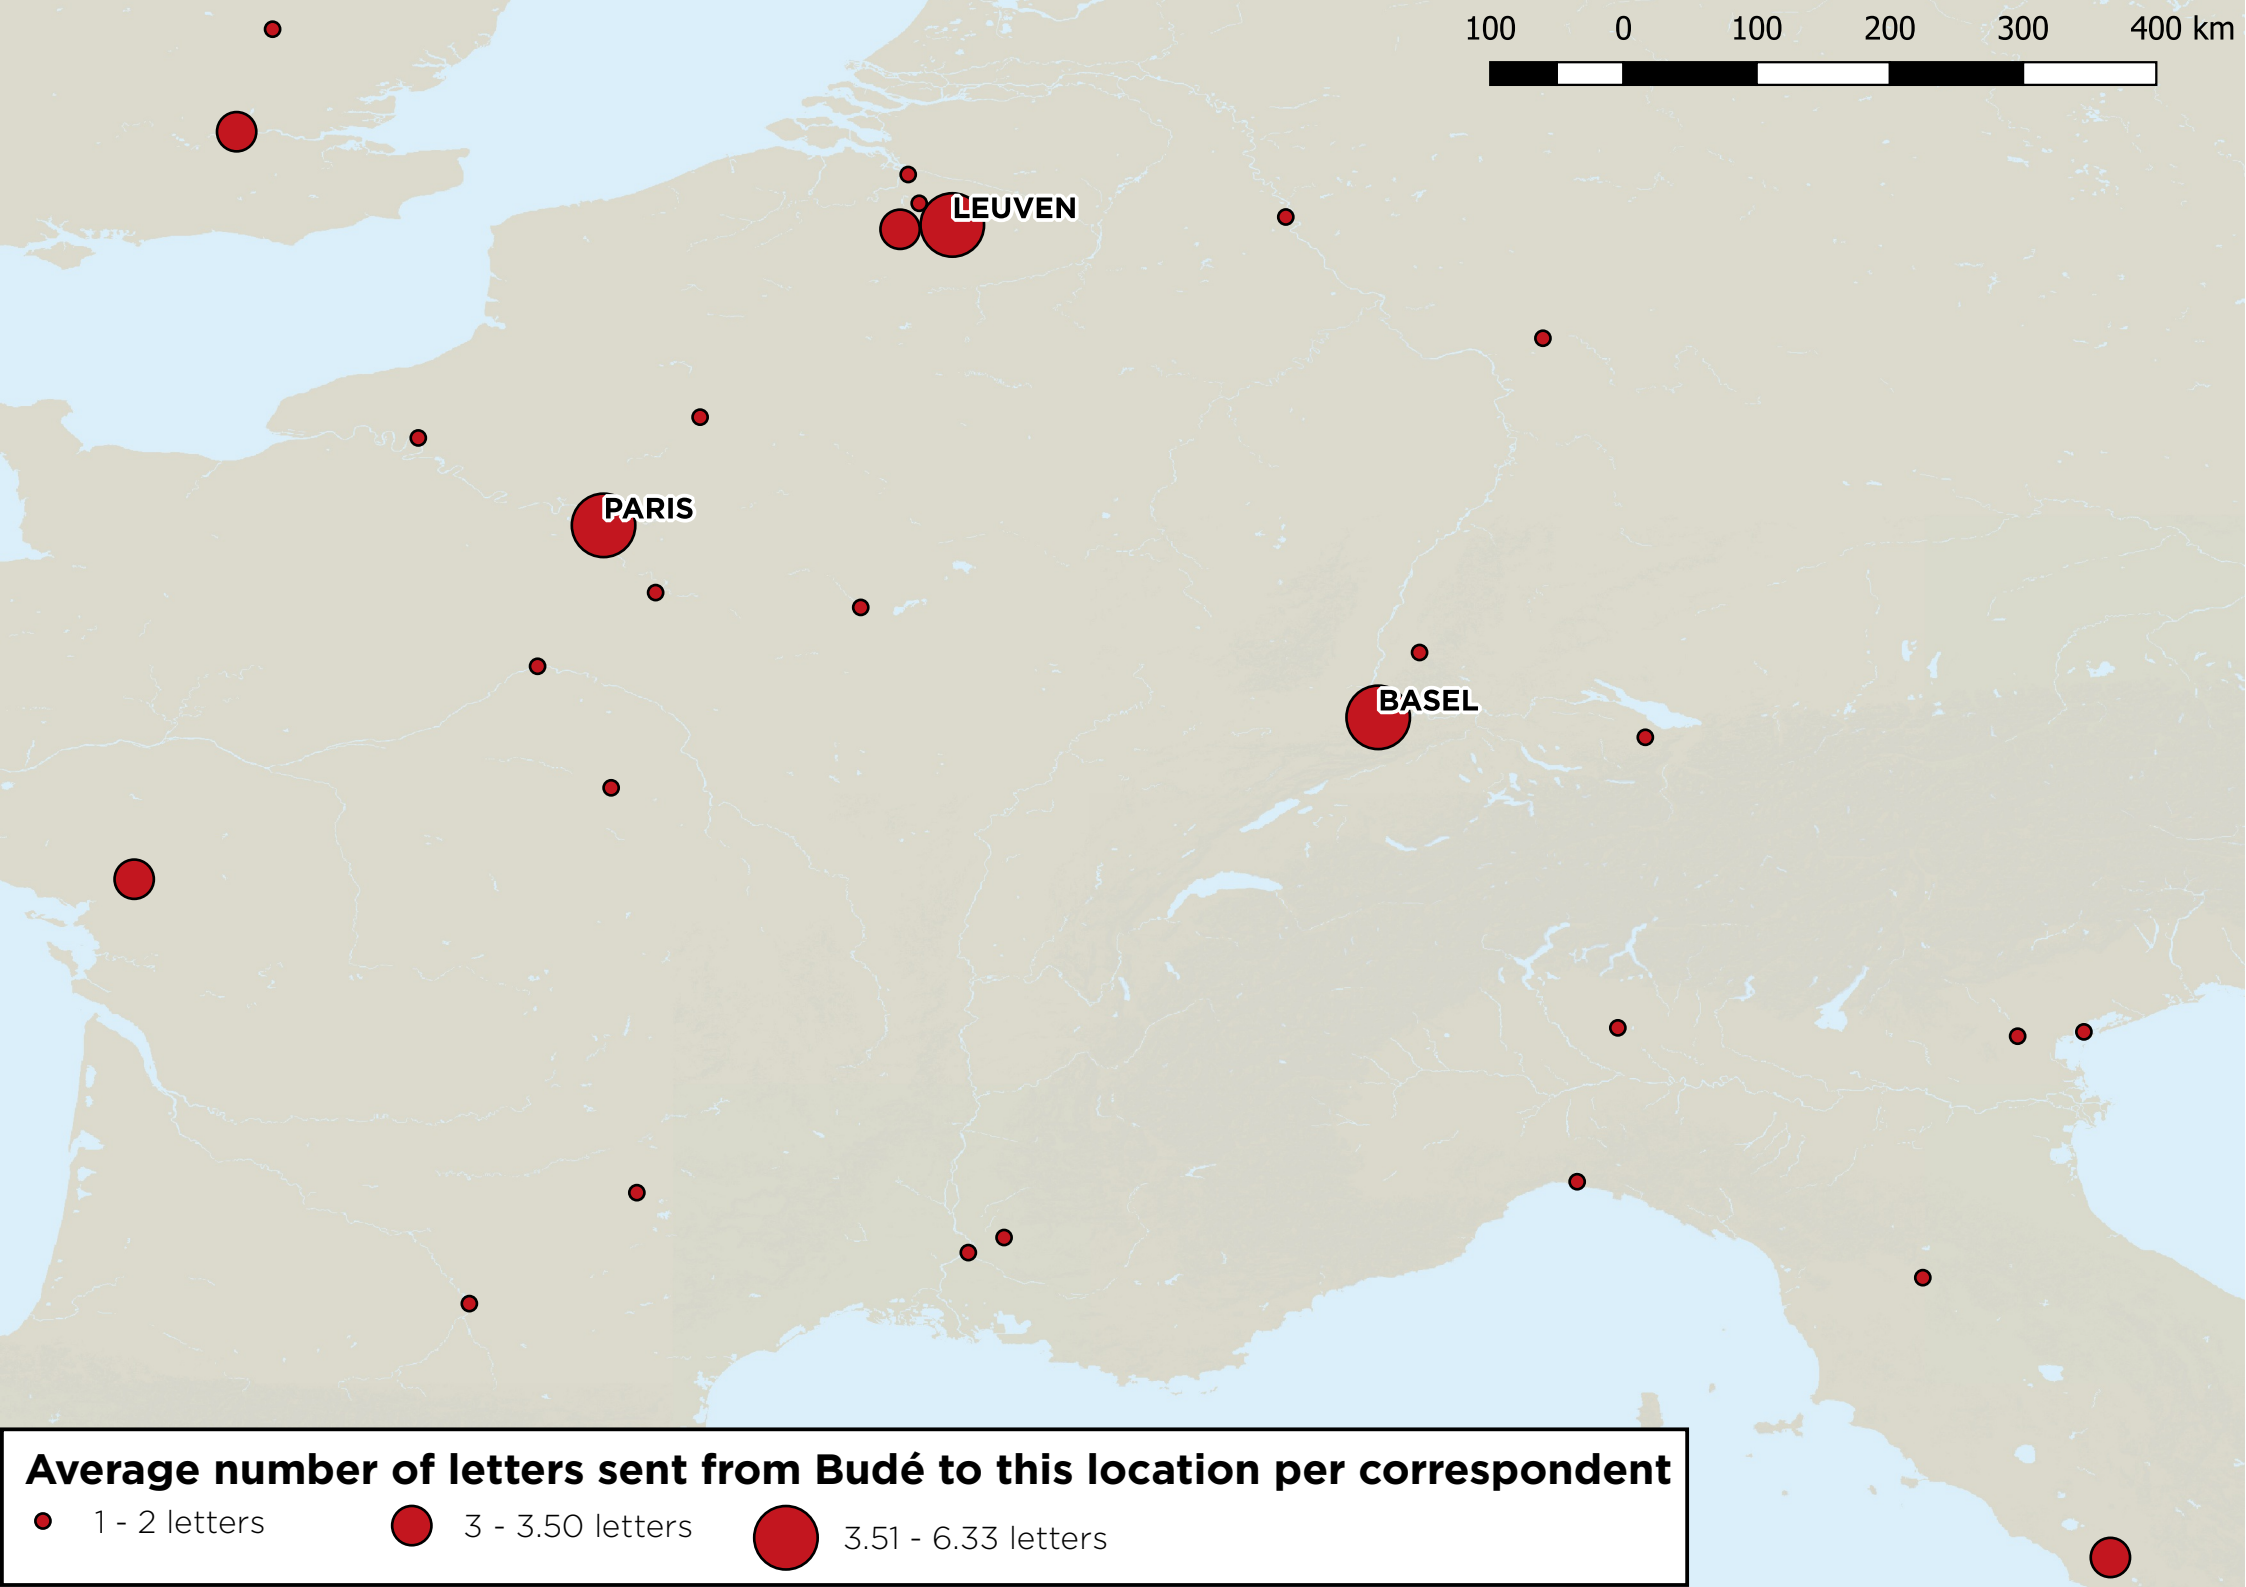 100 0 100 200 300 400 km
LEUVEN
PARIS
BASEL
Average number of letters sent from Budé to this location per correspondent
1 - 2 letters 3 - 3.50 letters 3.51 - 6.33 letters